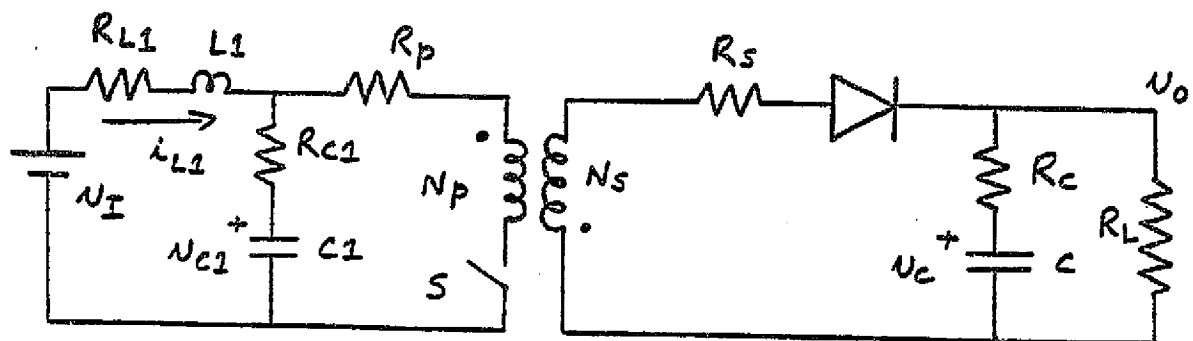 RL1
L1
Rp
Rs
vo
iL1
RC1
Np
Ns
Rc
RL
vI
+
vC1
C1
S
+
vc
C